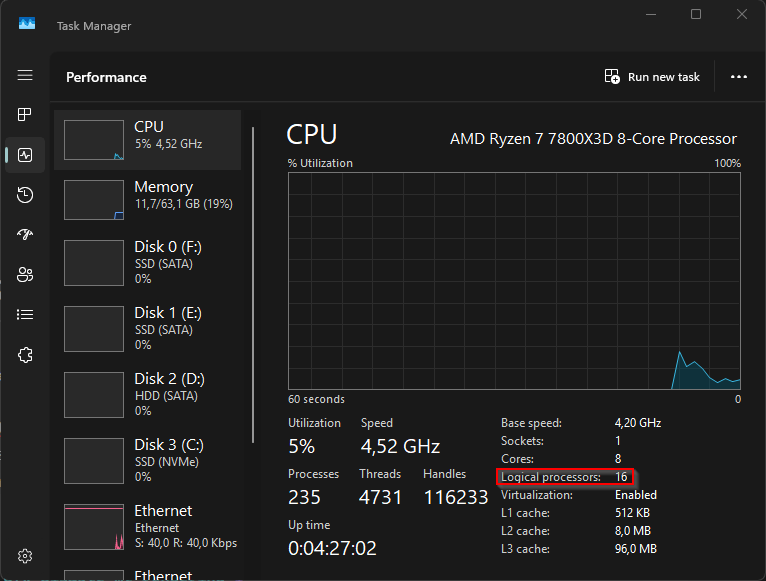 Task Manager
Performance
Run new task
CPU
5% 4,52 GHz
Memory
11,7/63,1 GB (19%)
Disk 0 (F:)
SSD (SATA)
0%
Disk 1 (E:)
SSD (SATA)
0%
Disk 2 (D:)
HDD (SATA)
0%
Disk 3 (C:)
SSD (NVMe)
0%
Ethernet
Ethernet
S: 40,0 R: 40,0 Kbps
Ethernet
CPU
AMD Ryzen 7 7800X3D 8-Core Processor
% Utilization 100%
60 seconds 0
Utilization Speed
5% 4,52 GHz
Processes Threads Handles
235 4731 116233
Up time
0:04:27:02
Base speed: 4,20 GHz
Sockets: 1
Cores: 8
Logical processors: 16
Virtualization: Enabled
L1 cache: 512 KB
L2 cache: 8,0 MB
L3 cache: 96,0 MB